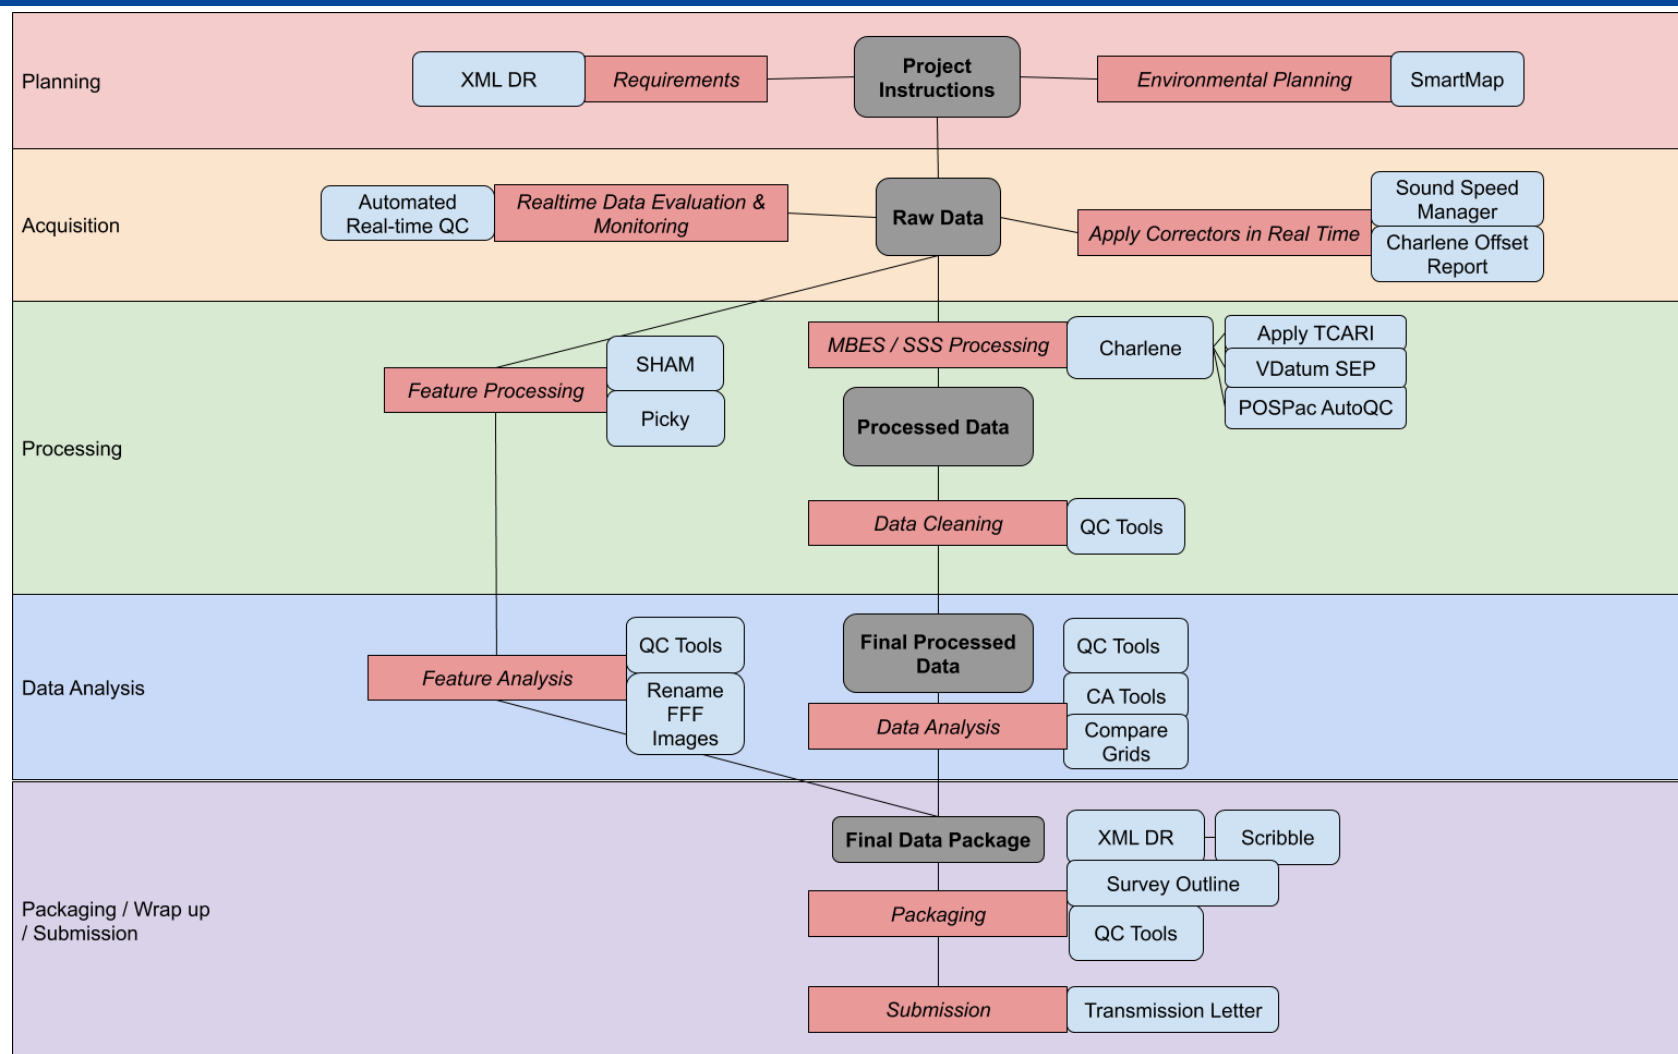 Planning
XML DR
Requirements
Project
Instructions
Environmental Planning
SmartMap
Acquisition
Automated
Real-time QC
Realtime Data Evaluation &
Monitoring
Raw Data
Apply Correctors in Real Time
Sound Speed
Manager
Charlene Offset
Report
Processing
Feature Processing
SHAM
Picky
MBES / SSS Processing
Charlene
Apply TCARI
VDatum SEP
POSPac AutoQC
Processed Data
Data Cleaning
QC Tools
Data Analysis
Feature Analysis
QC Tools
Rename
FFF
Images
Final Processed
Data
Data Analysis
QC Tools
CA Tools
Compare
Grids
Packaging / Wrap up
/ Submission
Final Data Package
XML DR
Scribble
Survey Outline
Packaging
QC Tools
Submission
Transmission Letter